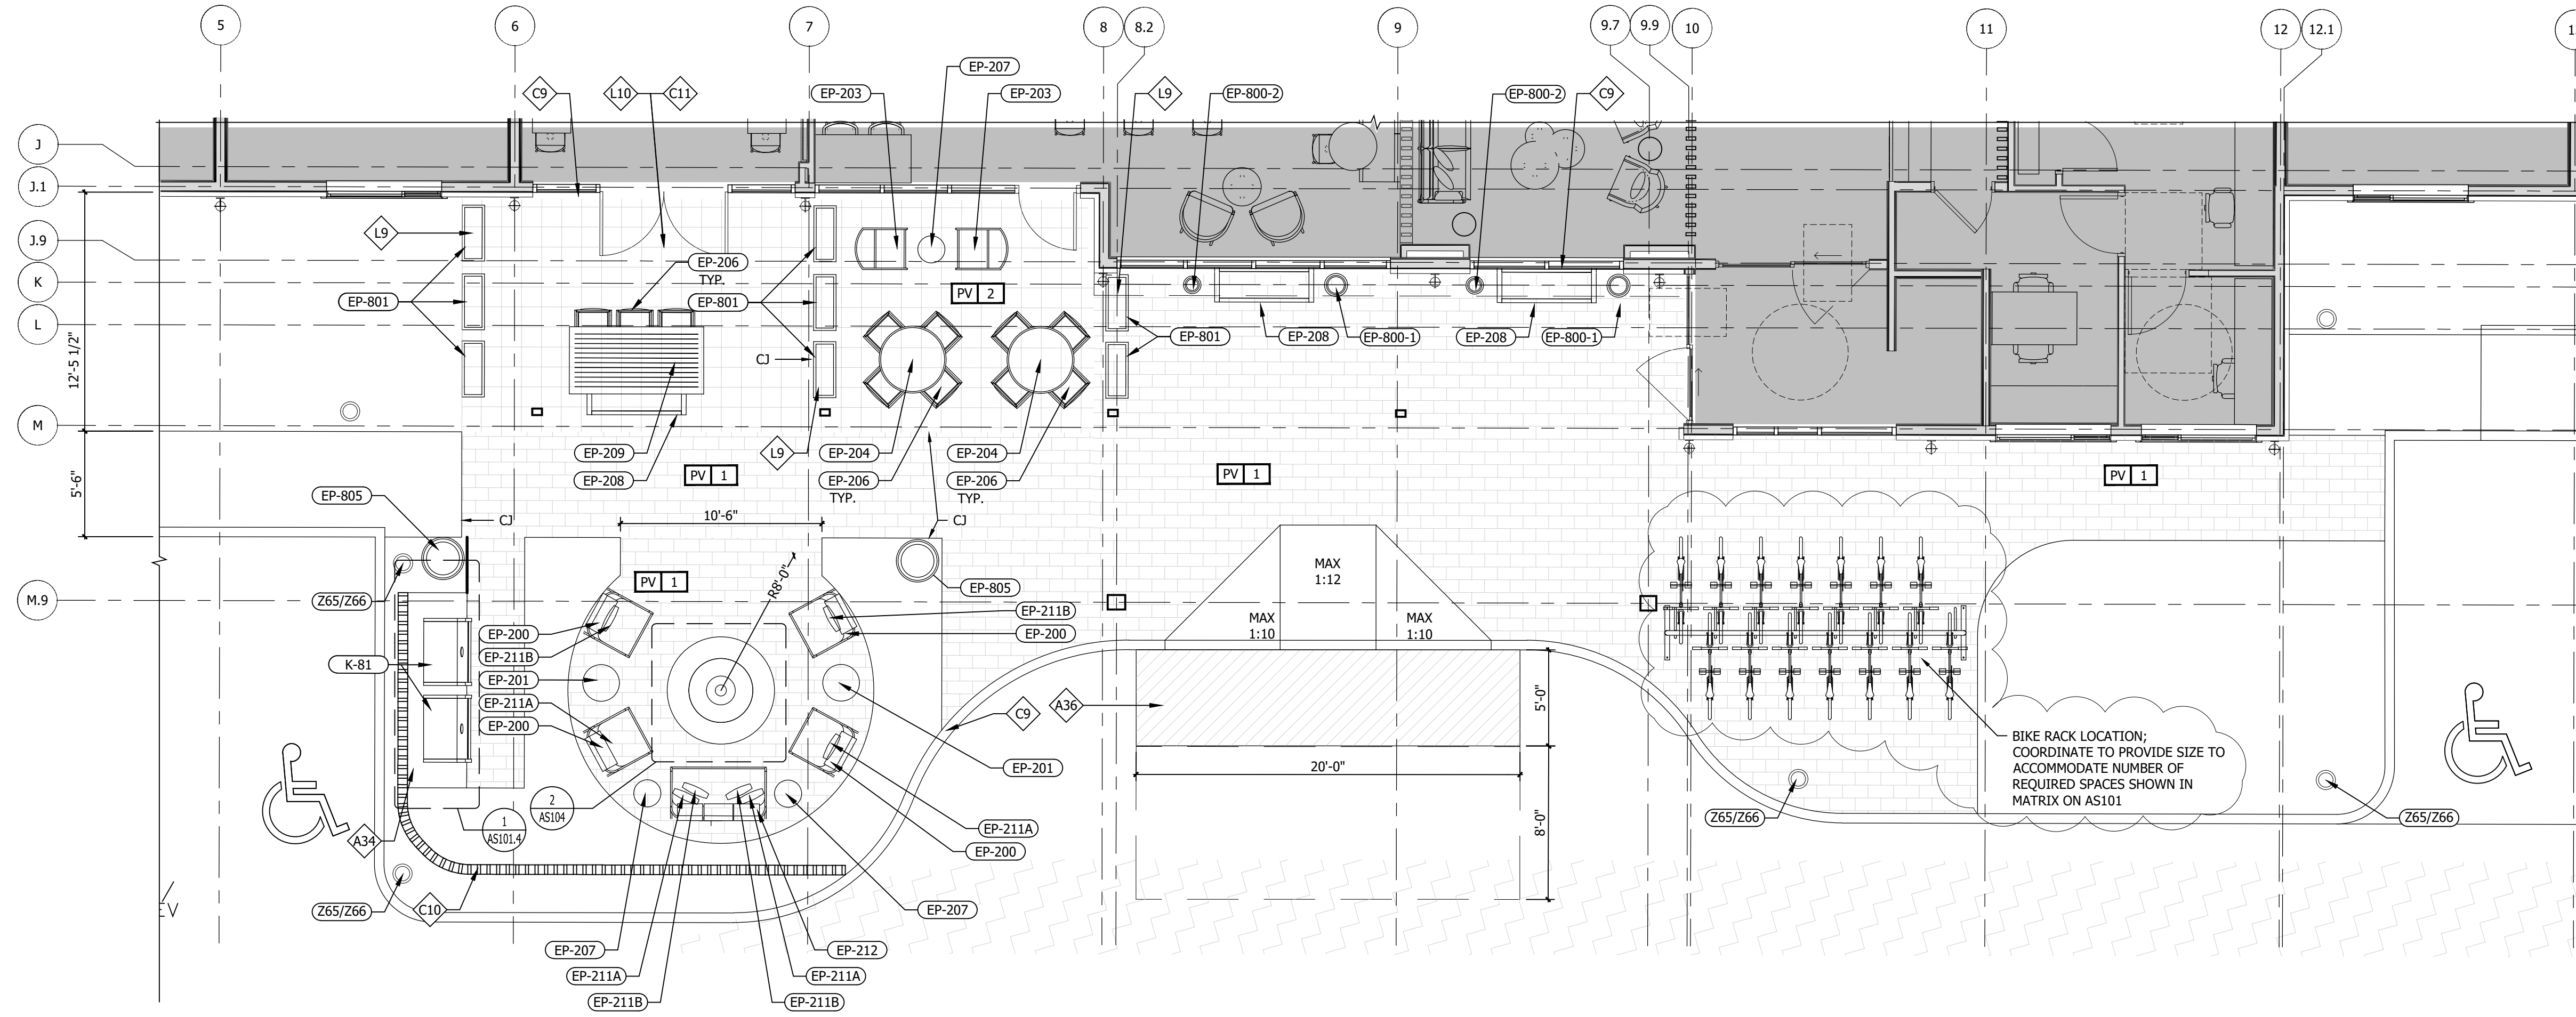 5
6
7
8
8.2
9
9.7
9.9
10
11
12
12.1
1
EP-207
C9
L10
C11
EP-203
EP-203
L9
EP-800-2
EP-800-2
C9
J
J.1
J.9
K
L
M
M.9
L9
EP-206
TYP.
EP-801
EP-801
PV 2
12'-5 1/2"
CJ
EP-801
EP-208
EP-800-1
EP-208
EP-800-1
EP-209
L9
EP-204
EP-204
EP-208
PV 1
EP-206
TYP.
EP-206
TYP.
PV 1
PV 1
5'-6"
EP-805
CJ
10'-6"
CJ
PV 1
R8'-0"
EP-805
MAX
1:12
Z65/Z66
EP-211B
EP-200
EP-200
EP-211B
MAX
1:10
MAX
1:10
K-81
EP-201
EP-211A
EP-200
C9
A36
5'-0"
BIKE RACK LOCATION;
COORDINATE TO PROVIDE SIZE TO
ACCOMMODATE NUMBER OF
REQUIRED SPACES SHOWN IN
MATRIX ON AS101
EP-201
20'-0"
2
AS104
1
AS101.4
A34
EP-211A
EP-200
8'-0"
Z65/Z66
Z65/Z66
Z65/Z66
C10
EP-207
EV
EP-207
EP-212
EP-211A
EP-211A
EP-211B
EP-211B